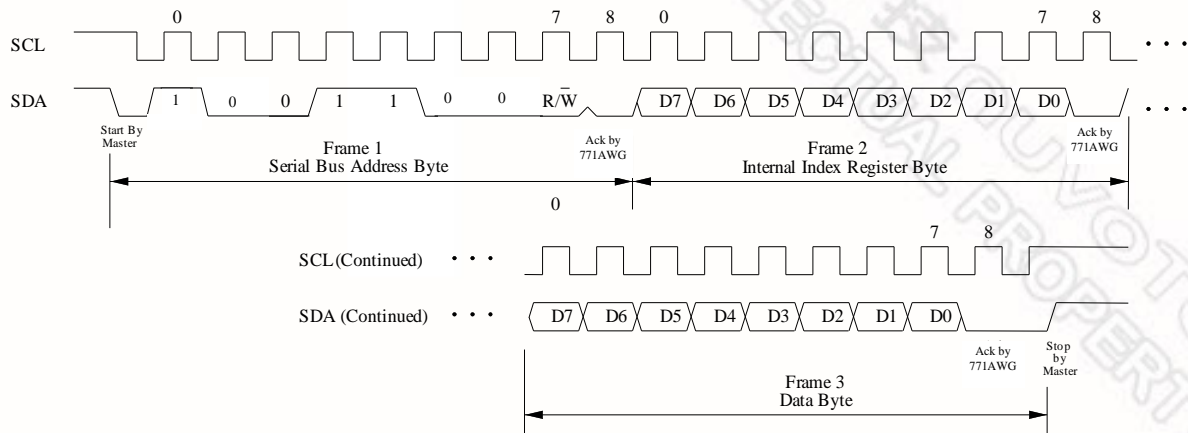 0 7 8 0 7 8
SCL
SDA 1 0 0 1 1 0 0 R/W D7 D6 D5 D4 D3 D2 D1 D0
Start By
Master
Ack by
771AWG
Ack by
771AWG
Frame 1
Serial Bus Address Byte
Frame 2
Internal Index Register Byte
0
7 8
SCL (Continued)
SDA (Continued) D7 D6 D5 D4 D3 D2 D1 D0
Ack by
771AWG
Stop
by
Master
Frame 3
Data Byte